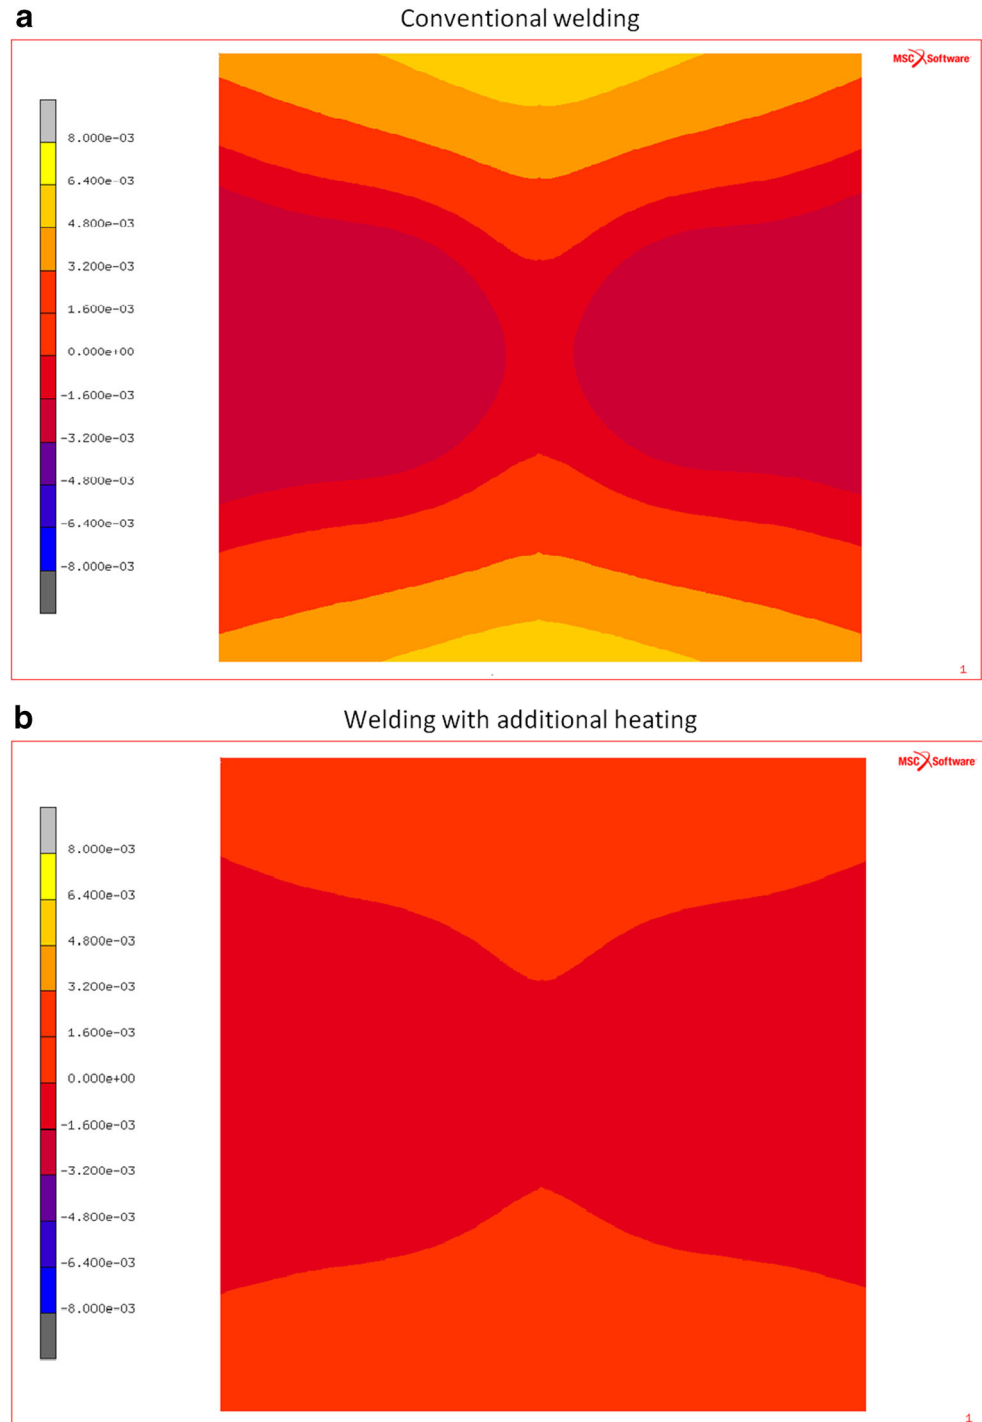 a
Conventional welding
MSC Software
8.000e-03
6.400e-03
4.800e-03
3.200e-03
1.600e-03
0.000e+00
-1.600e-03
-3.200e-03
-4.800e-03
-6.400e-03
-8.000e-03
1
b
Welding with additional heating
MSC Software
8.000e-03
6.400e-03
4.800e-03
3.200e-03
1.600e-03
0.000e+00
-1.600e-03
-3.200e-03
-4.800e-03
-6.400e-03
-8.000e-03
1